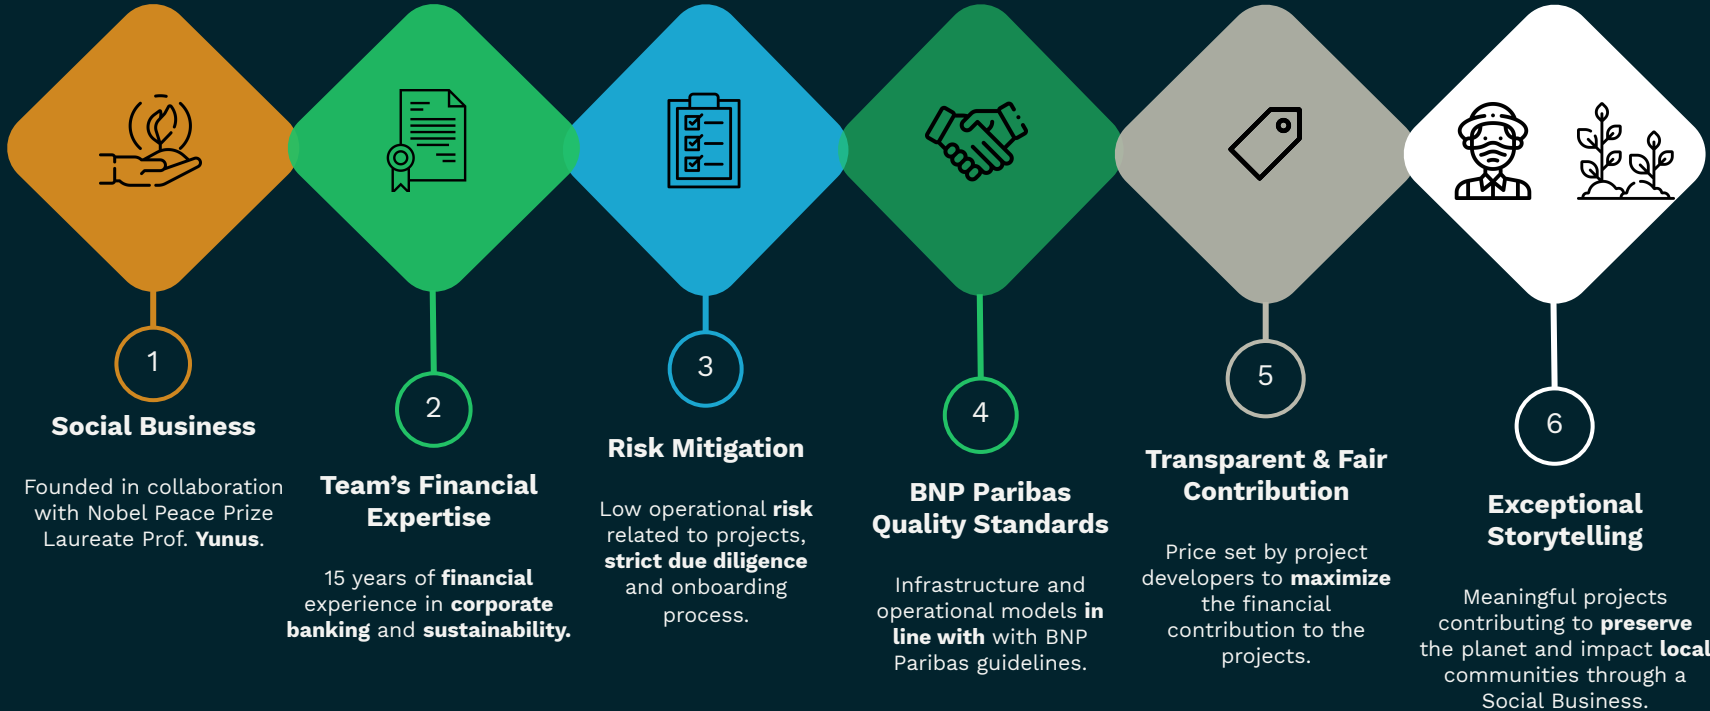 1
Social Business
Founded in collaboration
with Nobel Peace Prize
Laureate Prof. Yunus.
2
Team’s Financial
Expertise
15 years of financial
experience in corporate
banking and sustainability.
3
Risk Mitigation
Low operational risk
related to projects,
strict due diligence
and onboarding
process.
4
BNP Paribas
Quality Standards
Infrastructure and
operational models in
line with with BNP
Paribas guidelines.
5
Transparent & Fair
Contribution
Price set by project
developers to maximize
the financial
contribution to the
projects.
6
Exceptional
Storytelling
Meaningful projects
contributing to preserve
the planet and impact local
communities through a
Social Business.